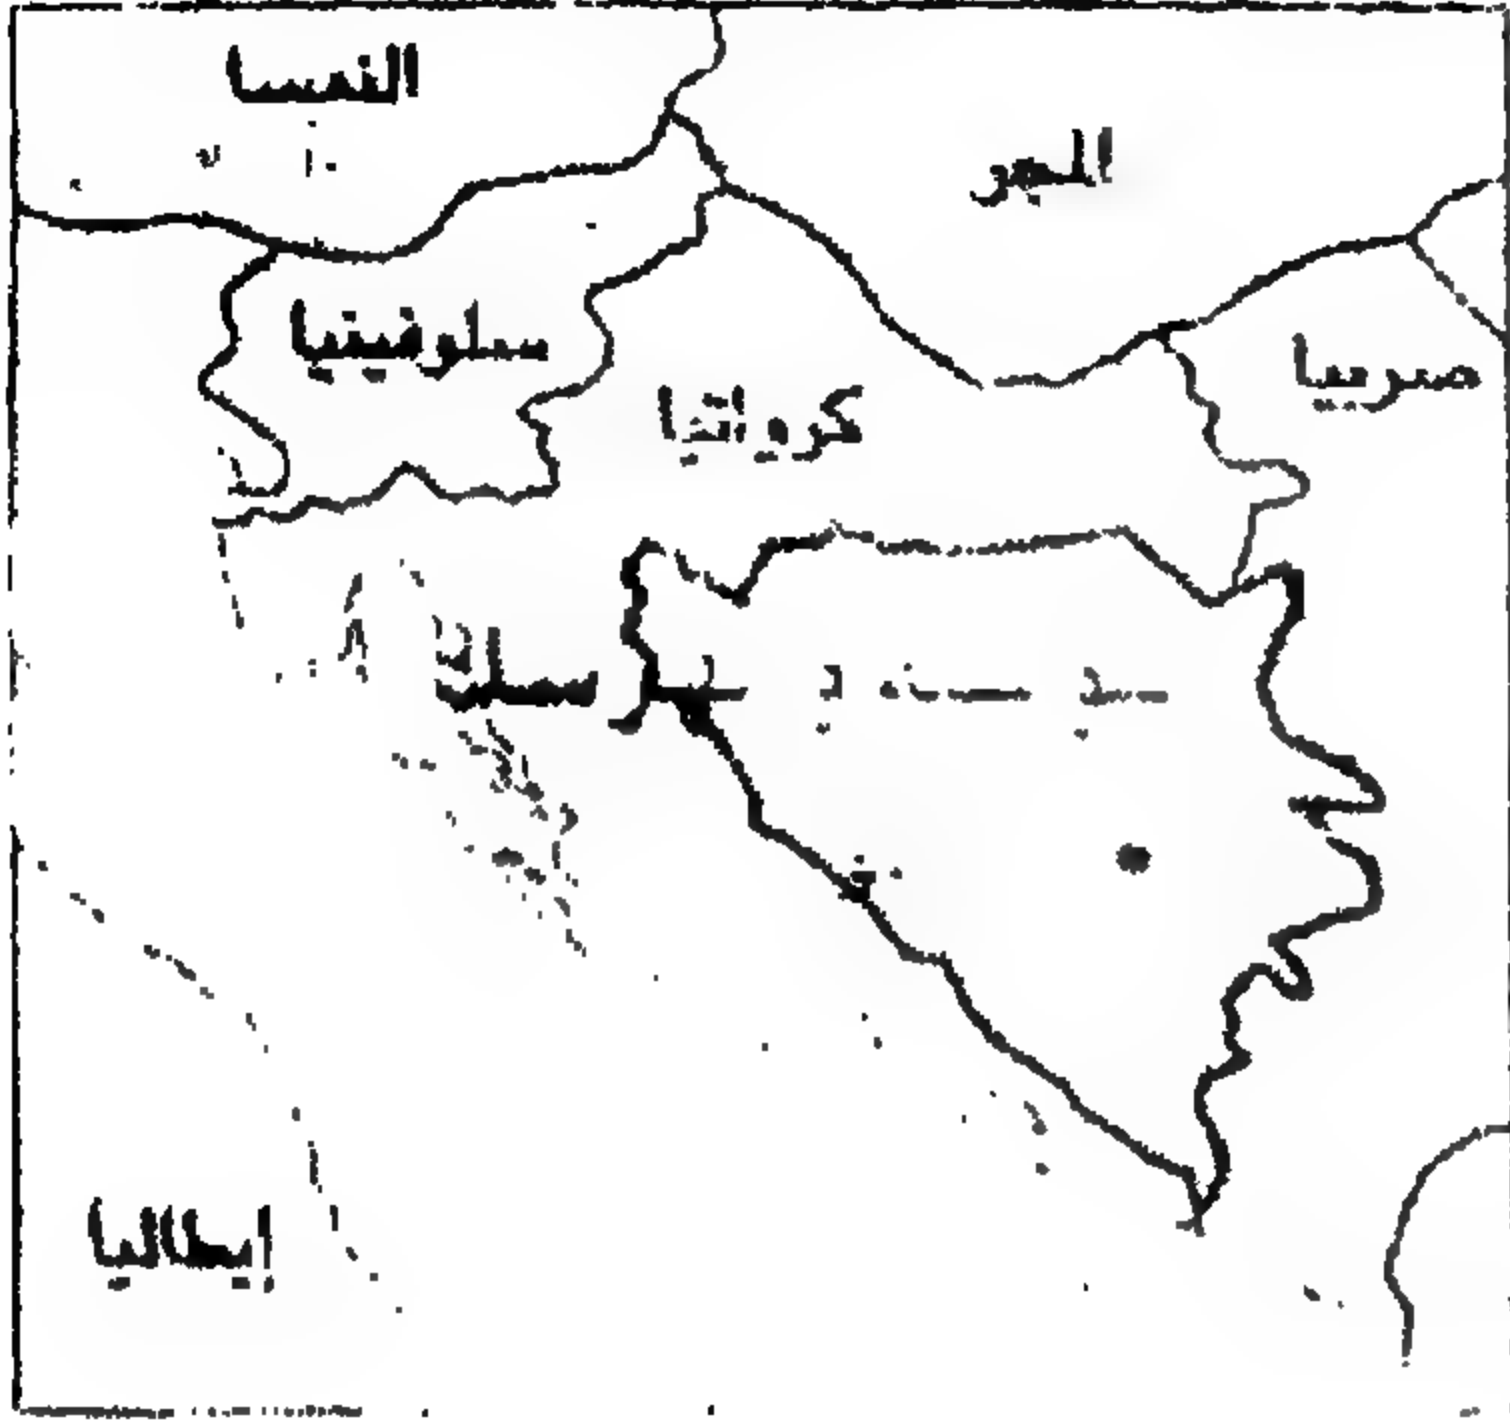 النمسا
المجر
سلوفينيا
صربيا
كرواتيا
إيطاليا